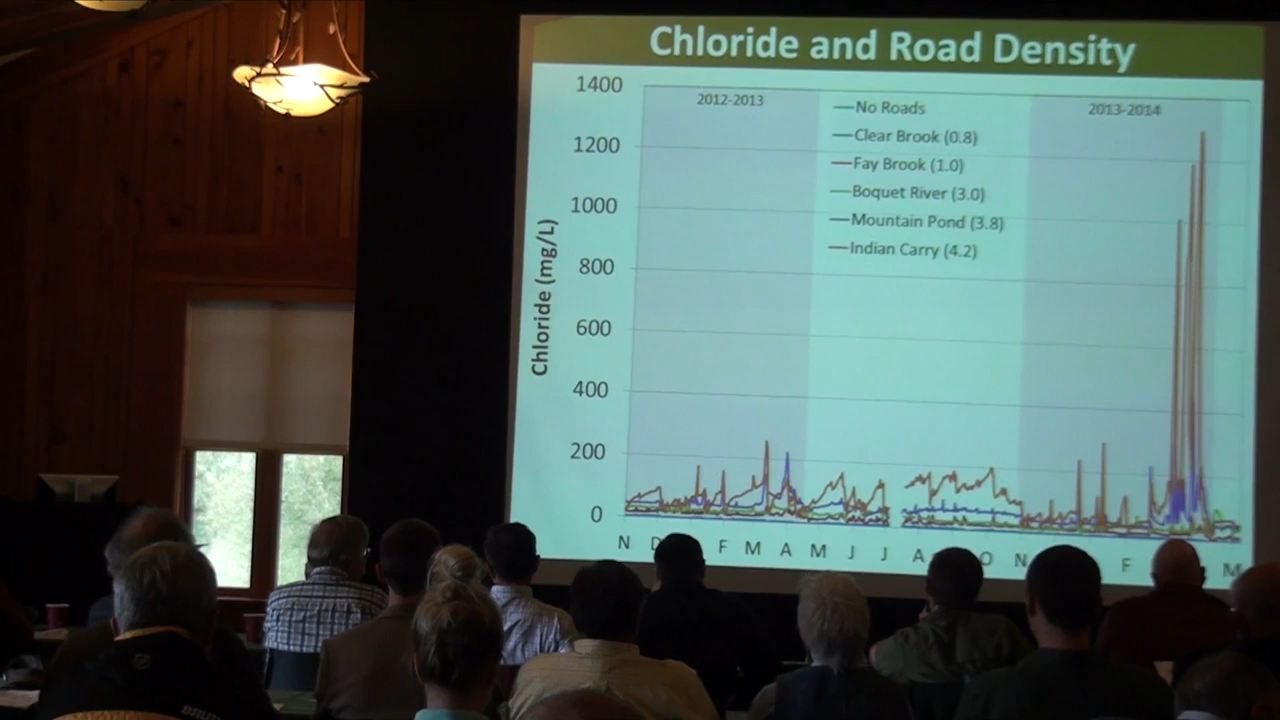 Chloride and Road Density
1400
1200
1000
800
600
400
200
0
Chloride (mg/L)
2012-2013
2013-2014
No Roads
Clear Brook (0.8)
Fay Brook (1.0)
Boquet River (3.0)
Mountain Pond (3.8)
Indian Carry (4.2)
N D F M A M J J A O N F M